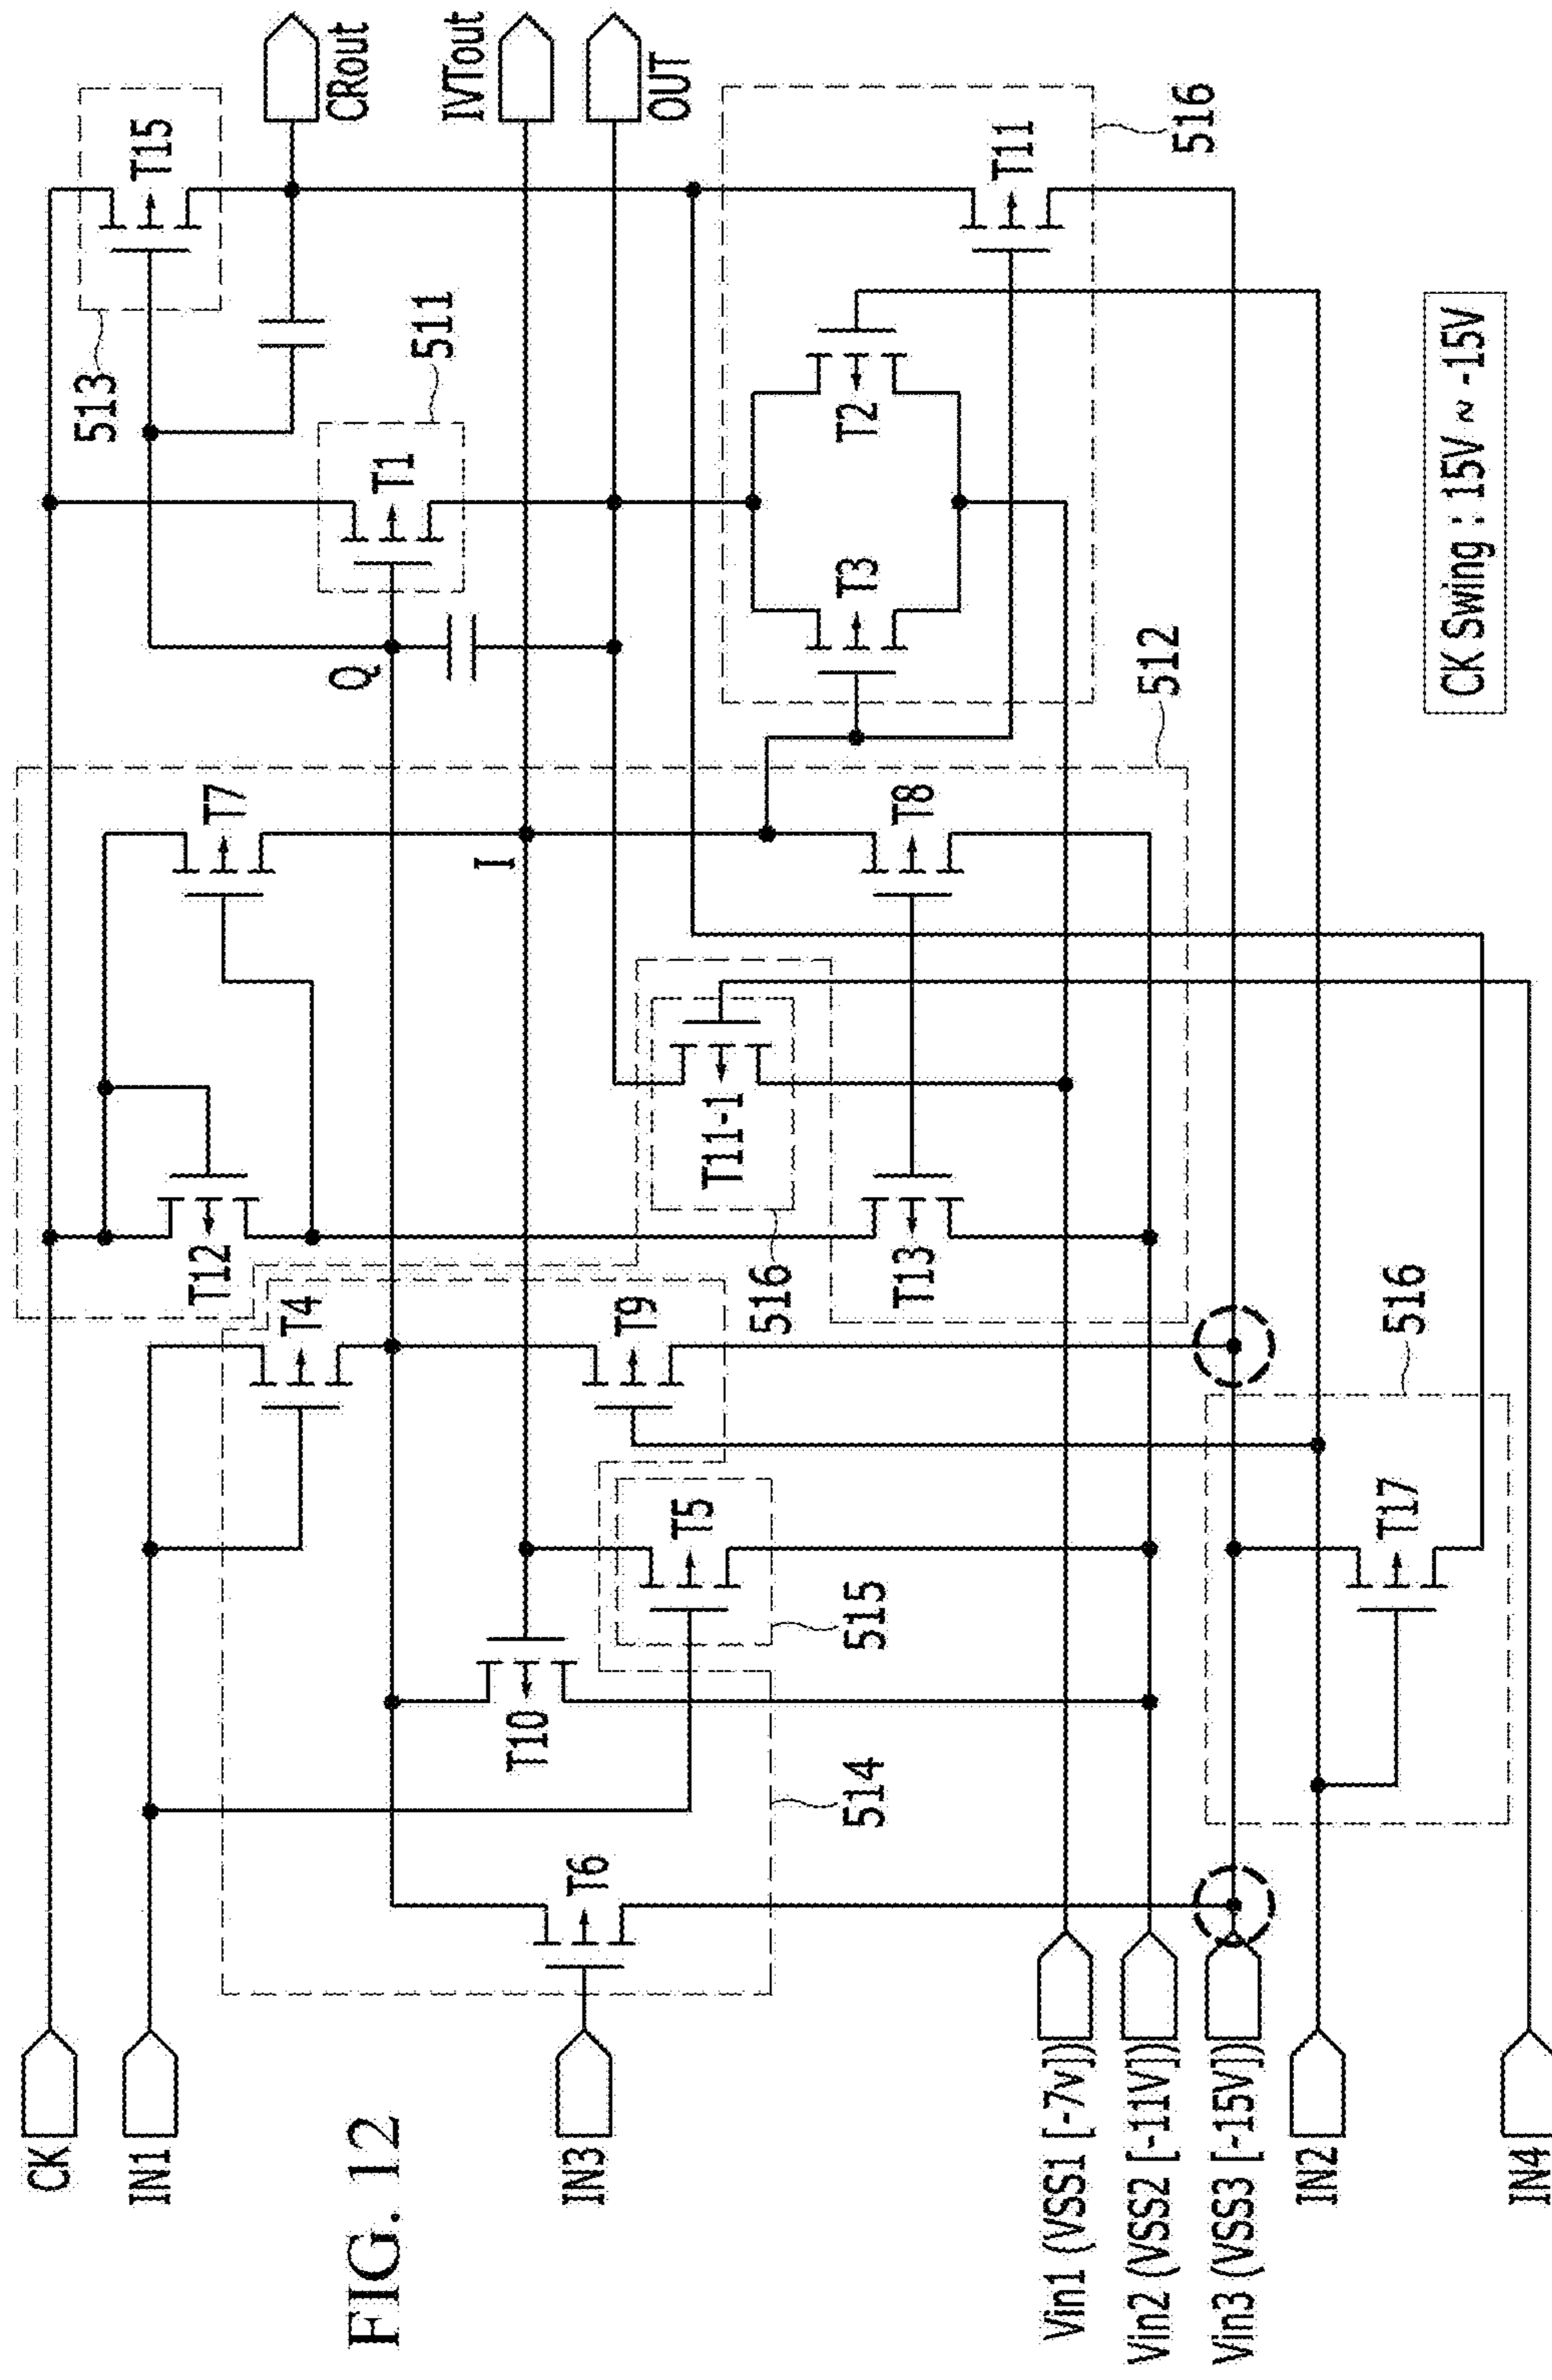 FIG. 12
CK
IN1
IN3
Vin1 (VSS1 [-7v])
Vin2 (VSS2 [-11V])
Vin3 (VSS3 [-15V])
IN2
IN4
T6
T10
514
T5
515
T4
T9
T17
516
T12
T11-1
516
T13
T7
I
T8
512
Q
T1
511
T3
T2
T15
513
T11
516
CRout
IVTout
OUT
CK Swing : 15V ~ -15V